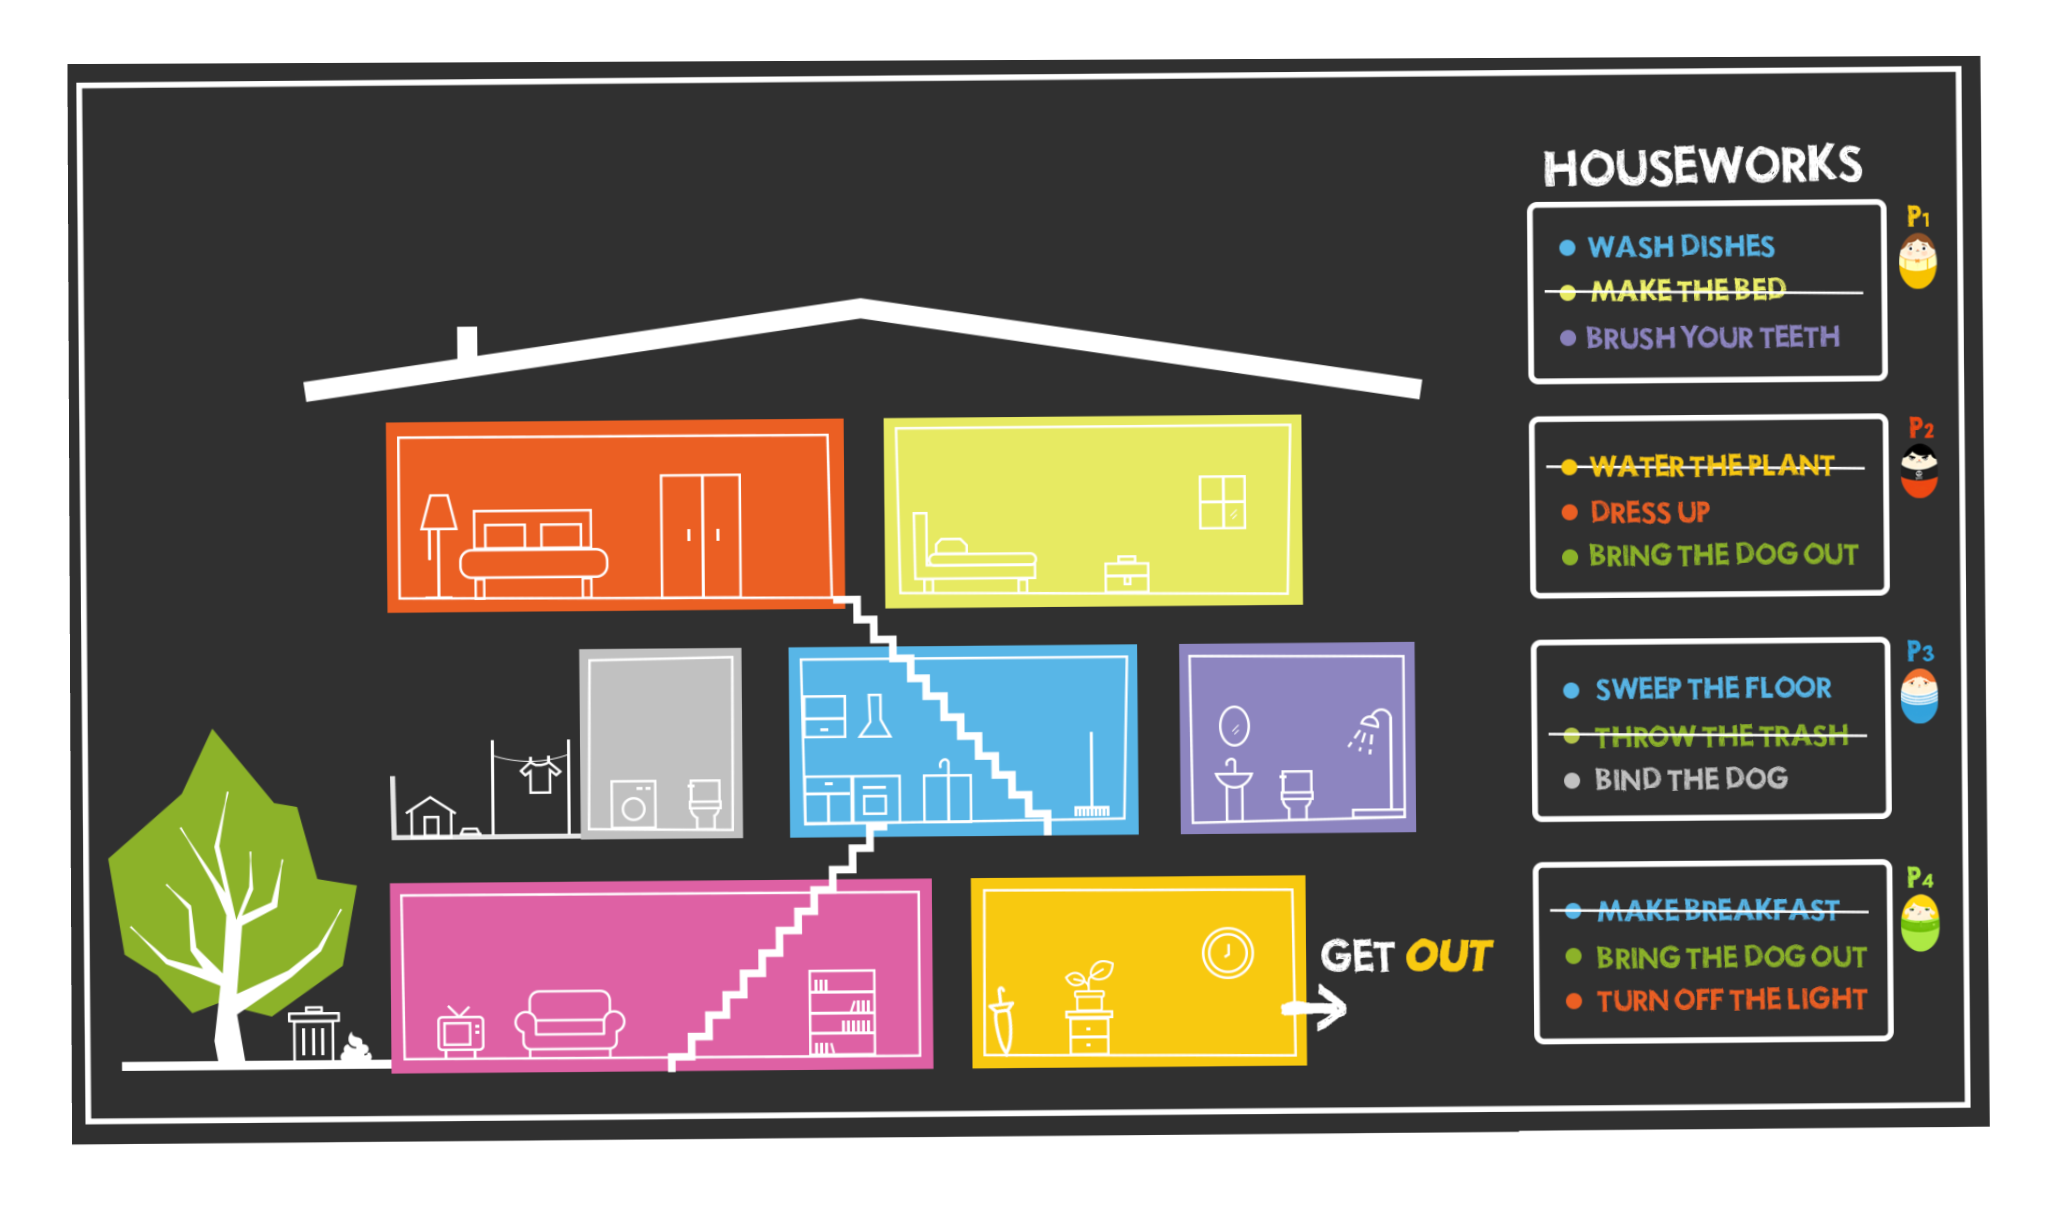 HOUSEWORKS
P1
WASH DISHES
MAKE THE BED
BRUSH YOUR TEETH
P2
WATER THE PLANT
DRESS UP
BRING THE DOG OUT
P3
SWEEP THE FLOOR
THROW THE TRASH
BIND THE DOG
P4
MAKE BREAKFAST
BRING THE DOG OUT
TURN OFF THE LIGHT
GET OUT